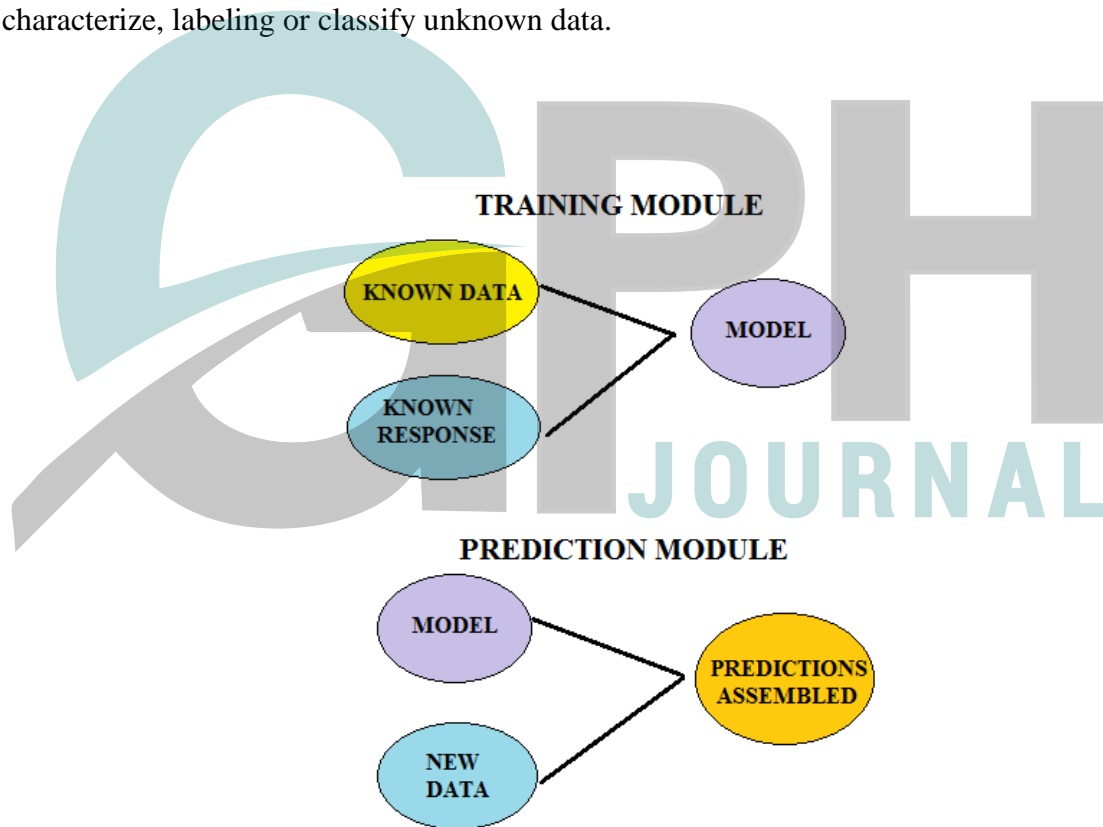 characterize, labeling or classify unknown data.
TRAINING MODULE
KNOWN DATA
MODEL
KNOWN
RESPONSE
GPH
JOURNAL
PREDICTION MODULE
MODEL
PREDICTIONS
ASSEMBLED
NEW
DATA